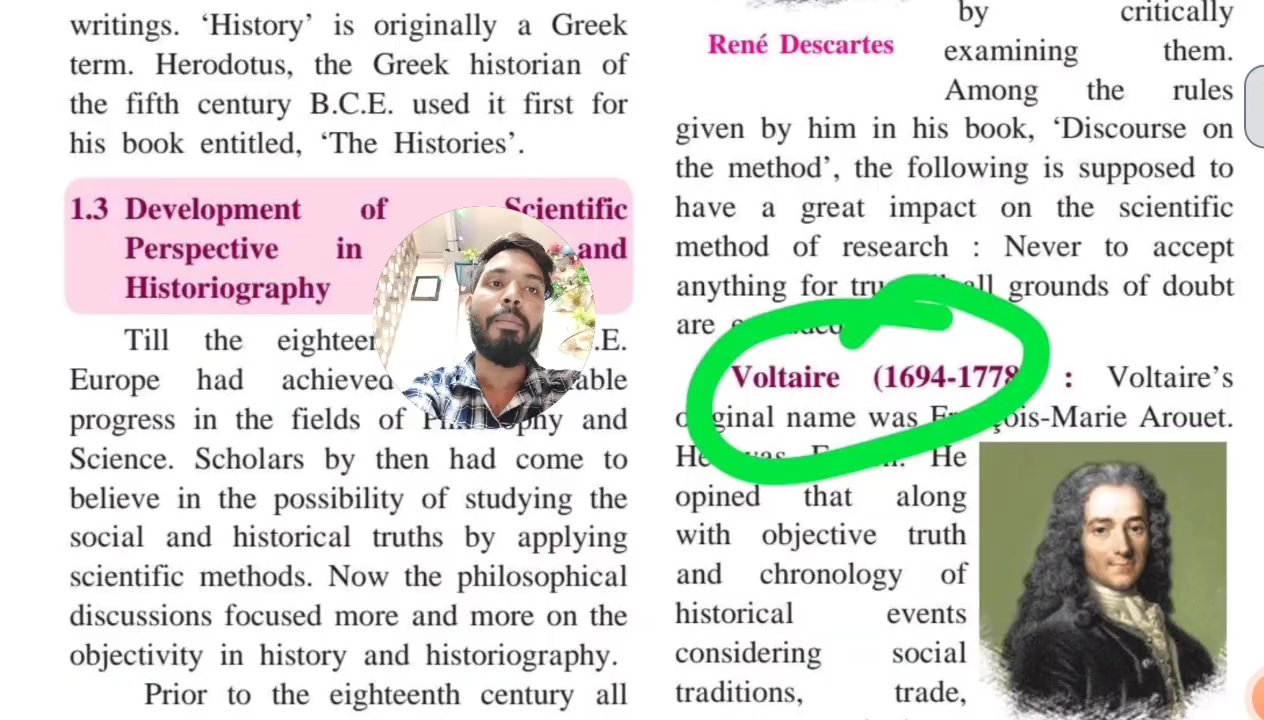 writings. ‘History’ is originally a Greek
term. Herodotus, the Greek historian of
the fifth century B.C.E. used it first for
his book entitled, ‘The Histories’.
1.3 Development of Scientific
Perspective in and
Historiography
Till the
Europe had achieved
progress in the fields of and
Science. Scholars by then had come to
believe in the possibility of studying the
social and historical truths by applying
scientific methods. Now the philosophical
discussions focused more and more on the
objectivity in history and historiography.
Prior to the eighteenth century all
by critically
René Descartes
examining them.
Among the rules
given by him in his book, ‘Discourse on
the method’, the following is supposed to
have a great impact on the scientific
method of research : Never to accept
anything for all grounds of doubt
are
Voltaire (1694-1778) : Voltaire’s
original name was François-Marie Arouet.
He was He
opined that along
with objective truth
and chronology of
historical events
considering social
traditions, trade,